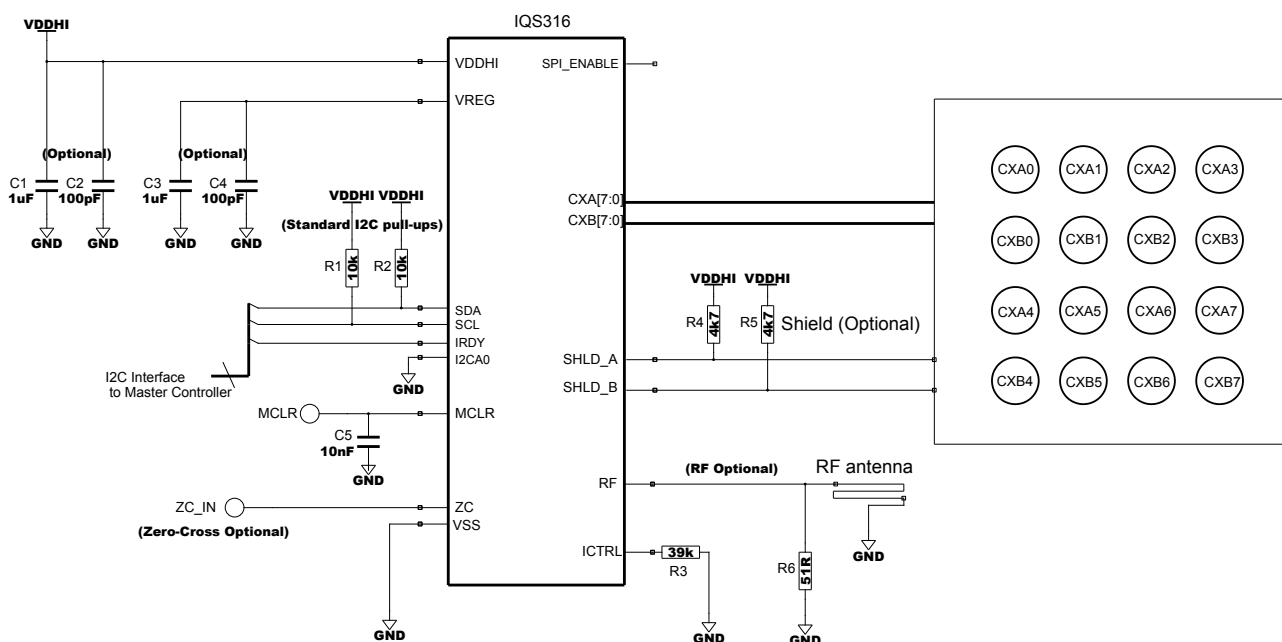 IQS316
VDDHI
VDDHI
SPI_ENABLE
VREG
(Optional)
(Optional)
C1
1uF
C2
100pF
C3
1uF
C4
100pF
GND
GND
GND
GND
VDDHI
VDDHI
(Standard I2C pull-ups)
R1
10k
R2
10k
CXA[7:0]
CXB[7:0]
CXA0
CXA1
CXA2
CXA3
CXB0
CXB1
CXB2
CXB3
CXA4
CXA5
CXA6
CXA7
CXB4
CXB5
CXB6
CXB7
SDA
SCL
IRDY
I2CA0
GND
I2C Interface
to Master Controller
VDDHI
VDDHI
R4
4k7
R5
4k7
Shield (Optional)
SHLD_A
SHLD_B
MCLR
MCLR
C5
10nF
GND
RF
(RF Optional)
RF antenna
GND
ZC_IN
ZC
(Zero-Cross Optional)
VSS
GND
ICTRL
39k
R3
GND
R6
51R
GND